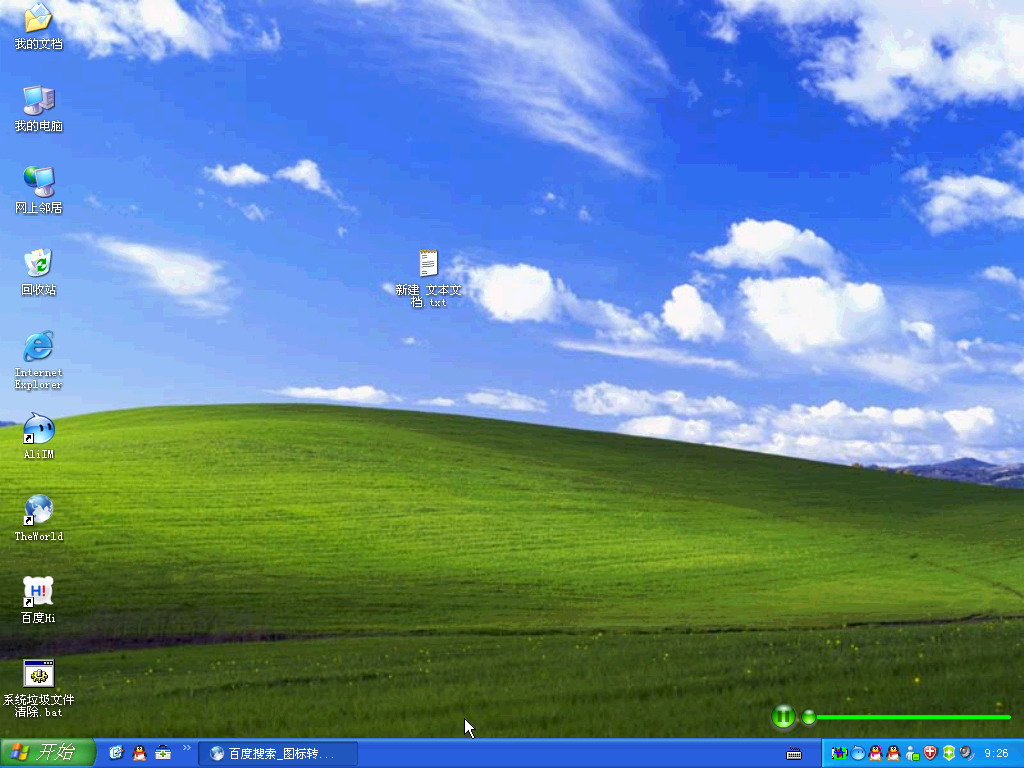 我的文档
我的电脑
网上邻居
回收站
新建 文本文
档.txt
Internet
Explorer
AliIM
TheWorld
Hi
百度Hi
系统垃圾文件
清除.bat
开始
百度搜索_图标转...
9:26